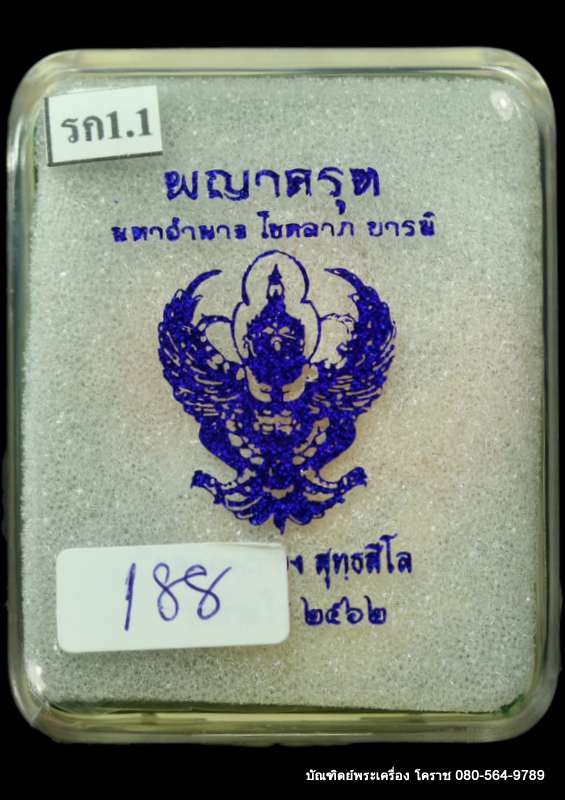 รก1.1
พญาครุฑ
มหาอำนาจ โชคลาภ บารมี
สุทธสีโล
188
๒๕๖๒
บัณฑิตย์พระเครื่อง โคราช 080-564-9789